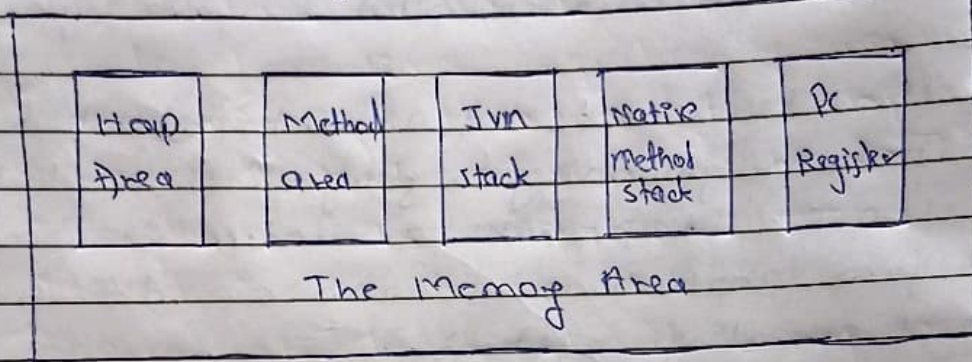 Heap
Area
Method
area
Jvm
stack
Native
method
stack
Pc
Register
The Memory Area